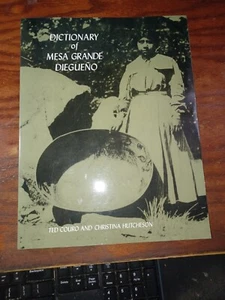 DICTIONARY
of
MESA GRANDE
DIEGUEÑO
TED COURO AND CHRISTINA HUTCHESON